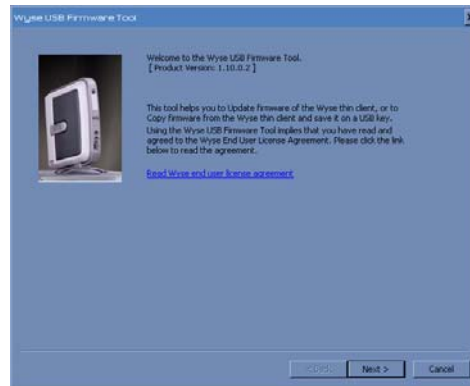 Wyse USB Firmware Tool
Welcome to the Wyse USB Firmware Tool.
[ Product Version: 1.10.0.2 ]
This tool helps you to Update firmware of the Wyse thin client, or to
Copy firmware from the Wyse thin client and save it on a USB key.
Using the Wyse USB Firmware Tool implies that you have read and
agreed to the Wyse End User License Agreement. Please click the link
below to read the agreement.
Read Wyse end user license agreement
Next >
Cancel